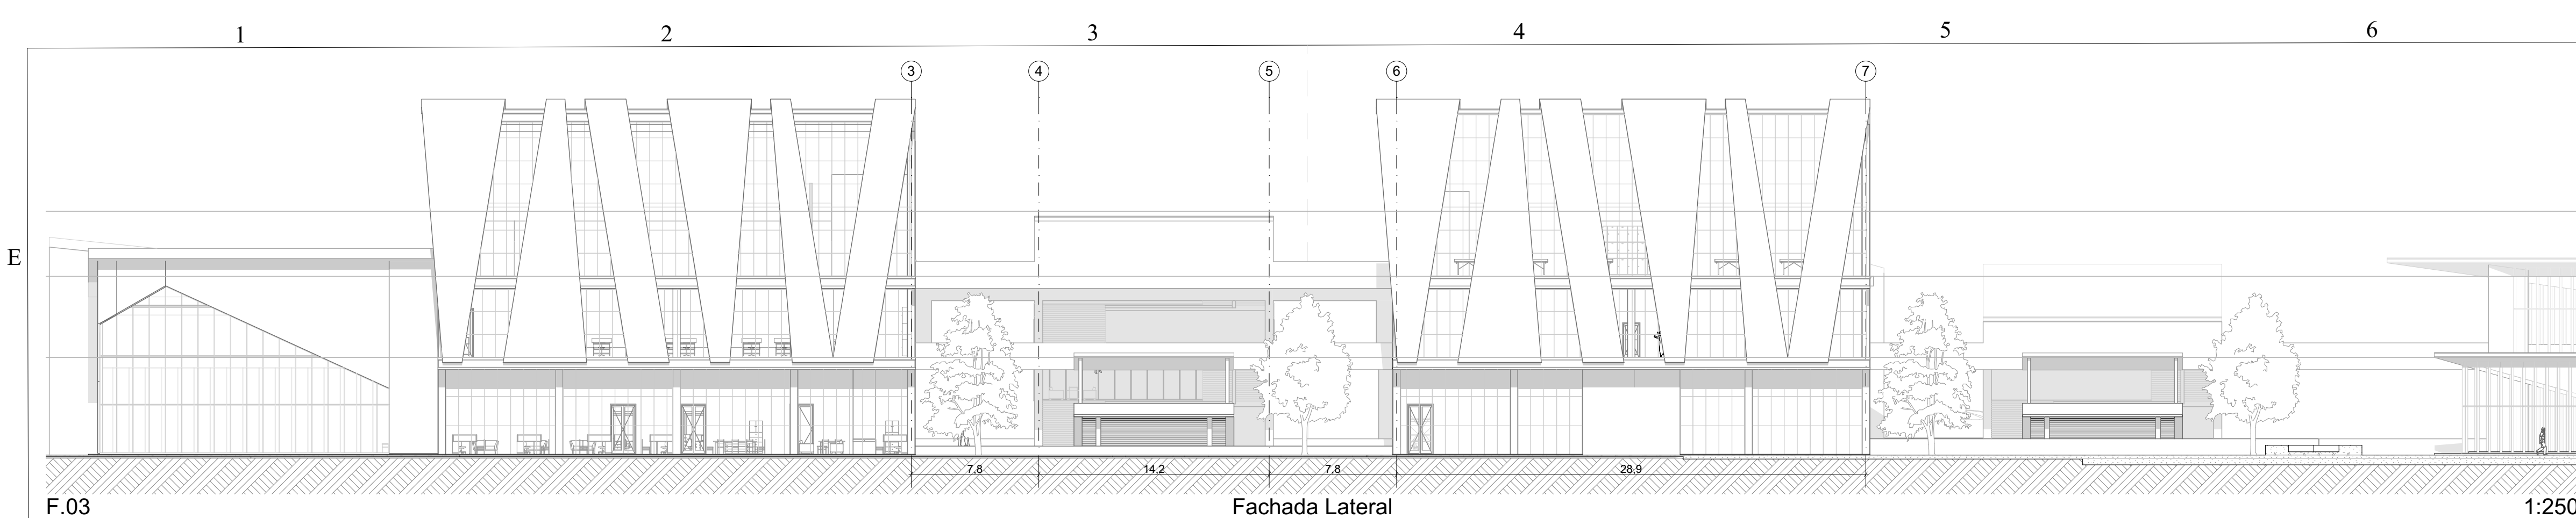 1 2 3 4 5 6
3 4 5 6 7
E
7,8 14,2 7,8 28,9
F.03 Fachada Lateral 1:250